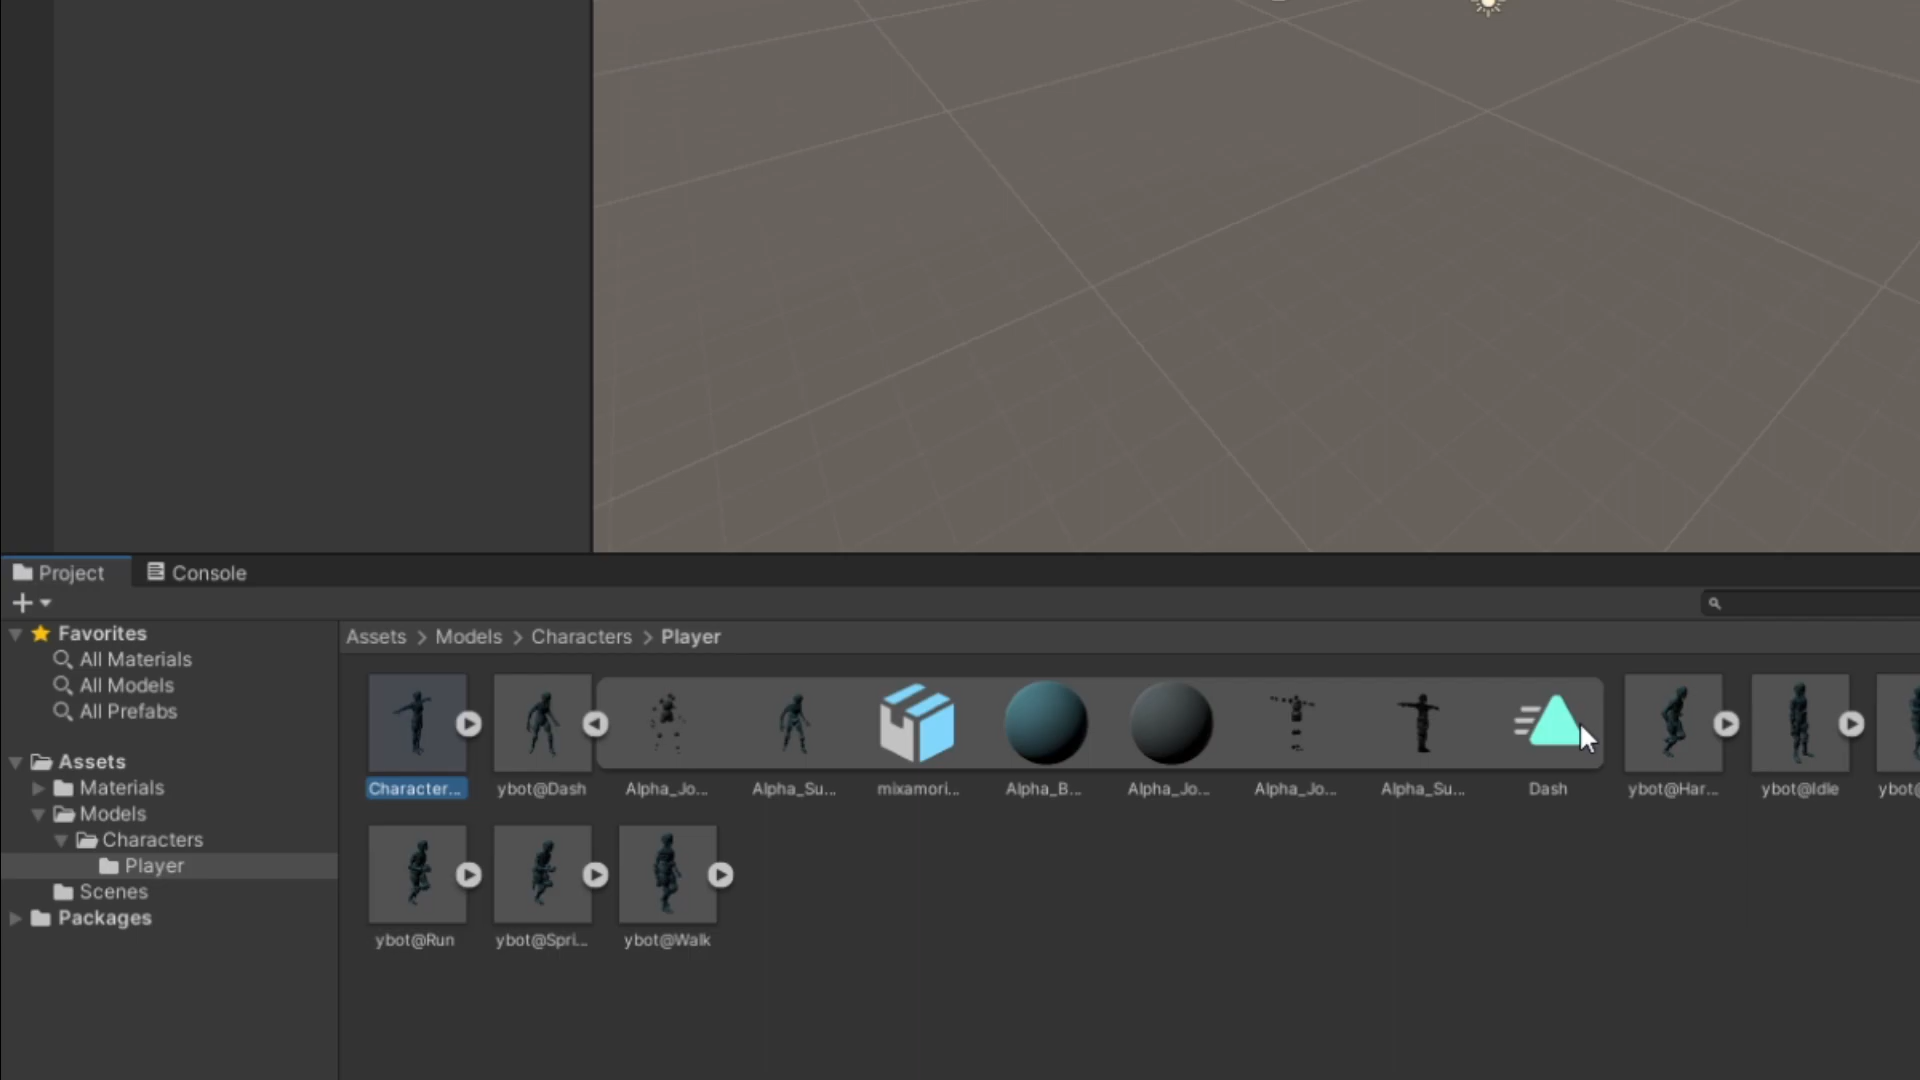 Project
Console
Favorites
All Materials
All Models
All Prefabs
Assets
Materials
Models
Characters
Player
Scenes
Packages
Assets > Models > Characters > Player
Character...
ybot@Dash
Alpha_Jo...
Alpha_Su...
mixamori...
Alpha_B...
Alpha_Jo...
Alpha_Jo...
Alpha_Su...
Dash
ybot@Har...
ybot@Idle
ybot@
ybot@Run
ybot@Spri...
ybot@Walk